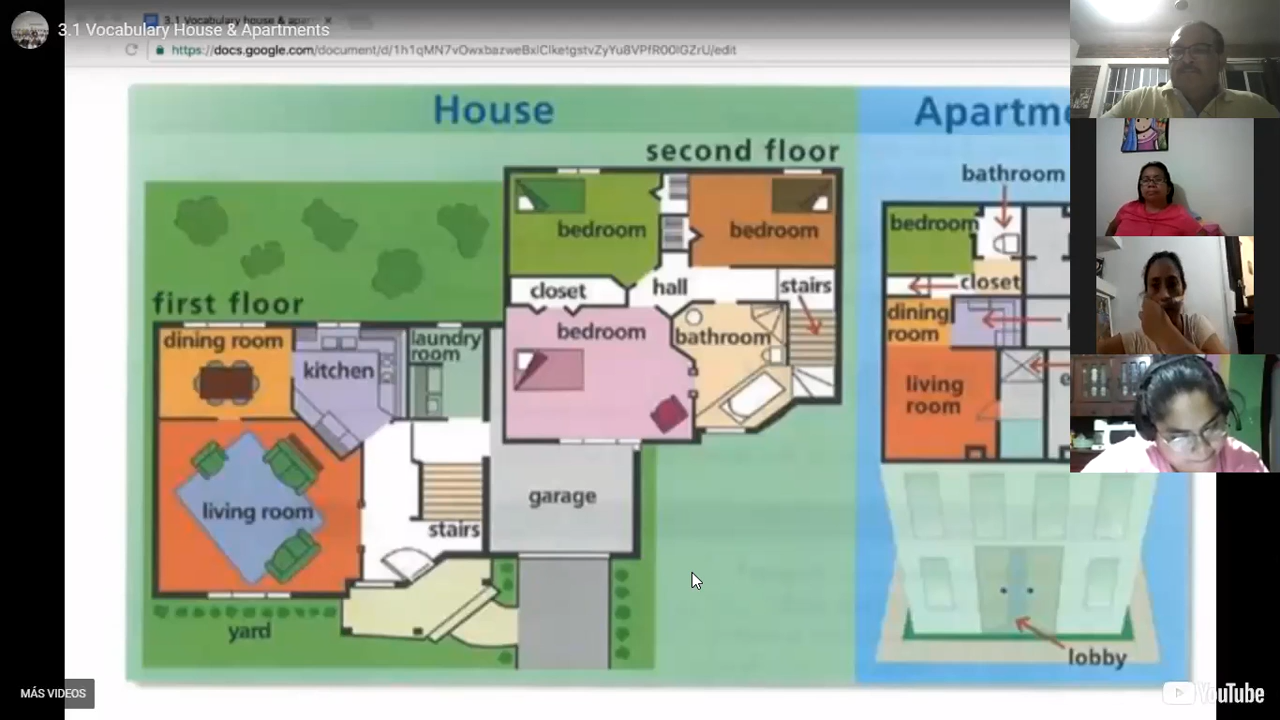 3.1 Vocabulary House & Apartments
3.1 Vocabulary house & apar
https://docs.google.com/document/d/
House
Apartme
second floor
bathroom
bedroom
bedroom
bedroom
closet
hall
stairs
closet
first floor
bedroom
bathroom
dining room
kitchen
laundry
room
dining
room
living
room
living room
garage
stairs
yard
lobby
MÁS VIDEOS
YouTube